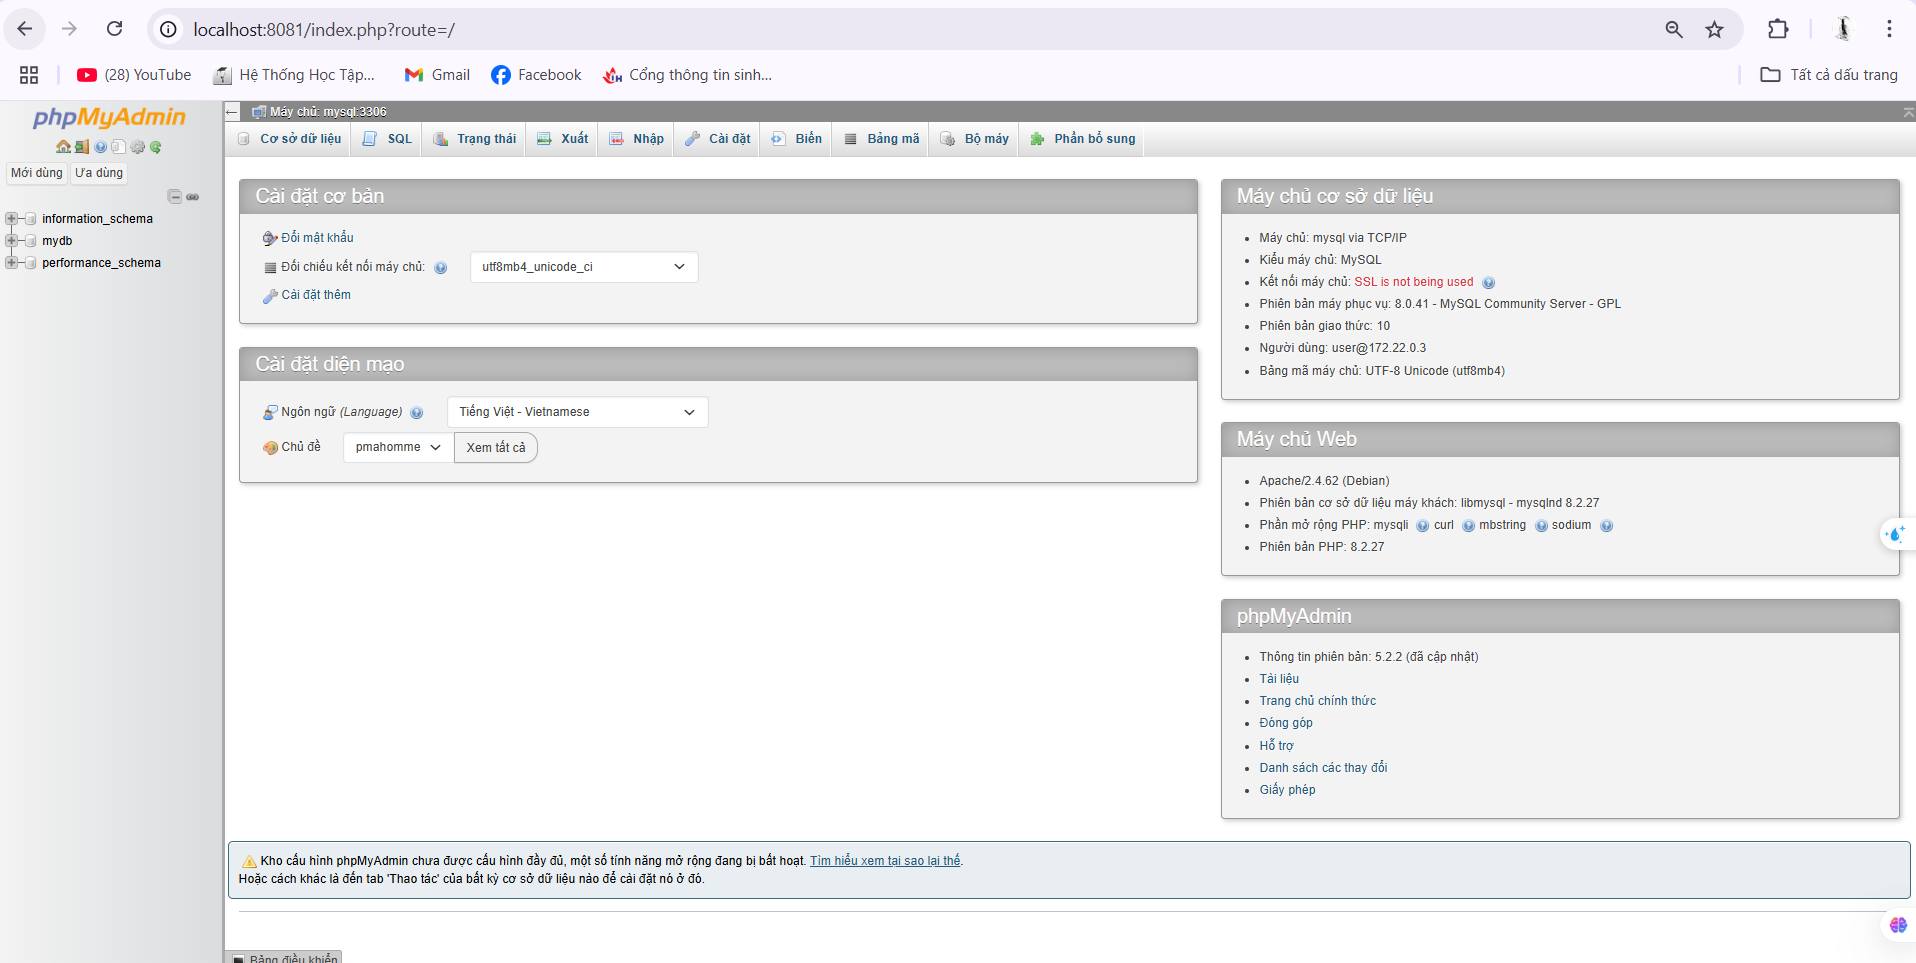 localhost:8081/index.php?route=/
(28) YouTube
Hệ Thống Học Tập...
Gmail
Facebook
Cổng thông tin sinh...
Tất cả dấu trang
phpMyAdmin
Mới dùng
Ưa dùng
information_schema
mydb
performance_schema
Máy chủ: mysql:3306
Cơ sở dữ liệu
SQL
Trạng thái
Xuất
Nhập
Cài đặt
Biến
Bảng mã
Bộ máy
Phần bổ sung
Cài đặt cơ bản
Đổi mật khẩu
Đối chiếu kết nối máy chủ:
utf8mb4_unicode_ci
Cài đặt thêm
Cài đặt diện mạo
Ngôn ngữ (Language)
Tiếng Việt - Vietnamese
Chủ đề
pmahomme
Xem tất cả
Máy chủ cơ sở dữ liệu
Máy chủ: mysql via TCP/IP
Kiểu máy chủ: MySQL
Kết nối máy chủ: SSL is not being used
Phiên bản máy phục vụ: 8.0.41 - MySQL Community Server - GPL
Phiên bản giao thức: 10
Người dùng: user@172.22.0.3
Bảng mã máy chủ: UTF-8 Unicode (utf8mb4)
Máy chủ Web
Apache/2.4.62 (Debian)
Phiên bản cơ sở dữ liệu máy khách: libmysql - mysqlnd 8.2.27
Phần mở rộng PHP: mysqli curl mbstring sodium
Phiên bản PHP: 8.2.27
phpMyAdmin
Thông tin phiên bản: 5.2.2 (đã cập nhật)
Tài liệu
Trang chủ chính thức
Đóng góp
Hỗ trợ
Danh sách các thay đổi
Giấy phép
Kho cấu hình phpMyAdmin chưa được cấu hình đầy đủ, một số tính năng mở rộng đang bị bất hoạt. Tìm hiểu xem tại sao lại thế.
Hoặc cách khác là đến tab 'Thao tác' của bất kỳ cơ sở dữ liệu nào để cài đặt nó ở đó.
Bảng điều khiển